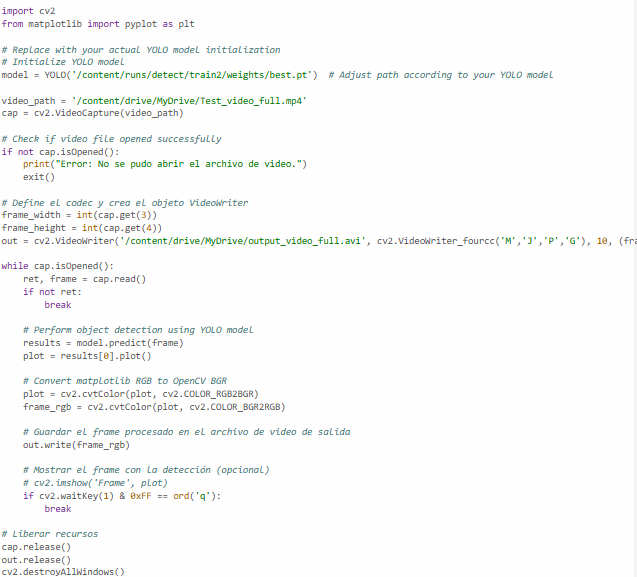 import cv2
from matplotlib import pyplot as plt

# Replace with your actual YOLO model initialization
# Initialize YOLO model
model = YOLO('/content/runs/detect/train2/weights/best.pt')  # Adjust path according to your YOLO model

video_path = '/content/drive/MyDrive/Test_video_full.mp4'
cap = cv2.VideoCapture(video_path)

# Check if video file opened successfully
if not cap.isOpened():
    print("Error: No se pudo abrir el archivo de video.")
    exit()

# Define el codec y crea el objeto VideoWriter
frame_width = int(cap.get(3))
frame_height = int(cap.get(4))
out = cv2.VideoWriter('/content/drive/MyDrive/output_video_full.avi', cv2.VideoWriter_fourcc('M','J','P','G'), 10, (fra

while cap.isOpened():
    ret, frame = cap.read()
    if not ret:
        break

    # Perform object detection using YOLO model
    results = model.predict(frame)
    plot = results[0].plot()

    # Convert matplotlib RGB to OpenCV BGR
    plot = cv2.cvtColor(plot, cv2.COLOR_RGB2BGR)
    frame_rgb = cv2.cvtColor(plot, cv2.COLOR_BGR2RGB)

    # Guardar el frame procesado en el archivo de video de salida
    out.write(frame_rgb)

    # Mostrar el frame con la detección (opcional)
    # cv2.imshow('Frame', plot)
    if cv2.waitKey(1) & 0xFF == ord('q'):
        break

# Liberar recursos
cap.release()
out.release()
cv2.destroyAllWindows()